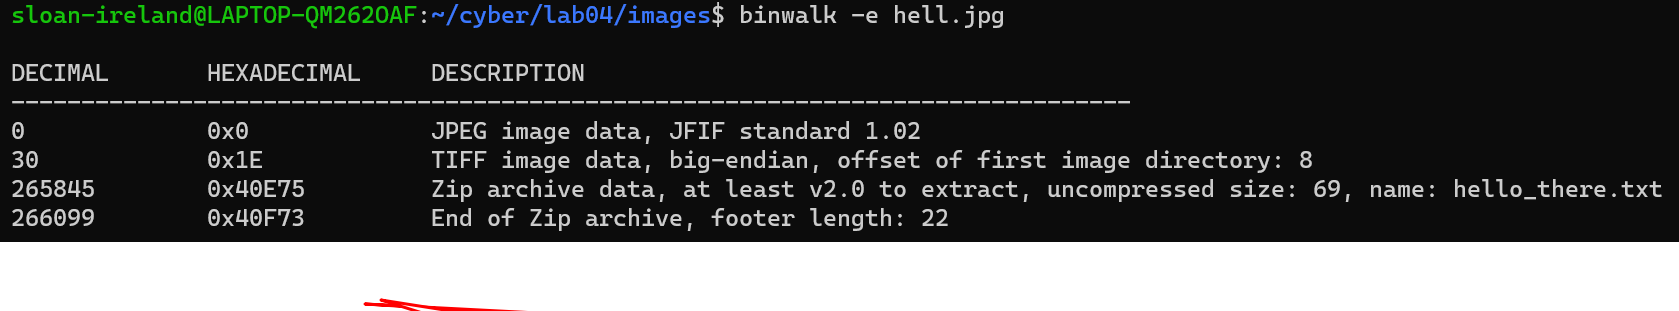 sloan-ireland@LAPTOP-QM262OAF:~/cyber/lab04/images$ binwalk -e hell.jpg
DECIMAL HEXADECIMAL DESCRIPTION
--------------------------------------------------------------------------------
0 0x0 JPEG image data, JFIF standard 1.02
30 0x1E TIFF image data, big-endian, offset of first image directory: 8
265845 0x40E75 Zip archive data, at least v2.0 to extract, uncompressed size: 69, name: hello_there.txt
266099 0x40F73 End of Zip archive, footer length: 22